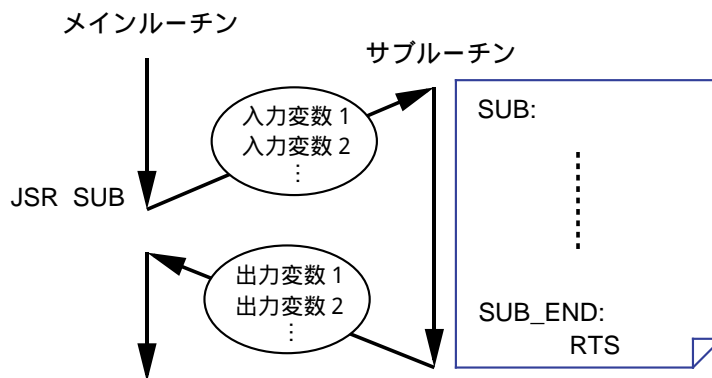 メインルーチン
サブルーチン
入力変数 1
入力変数 2
⋮
SUB:
JSR SUB
出力変数 1
出力変数 2
⋮
SUB_END:
RTS